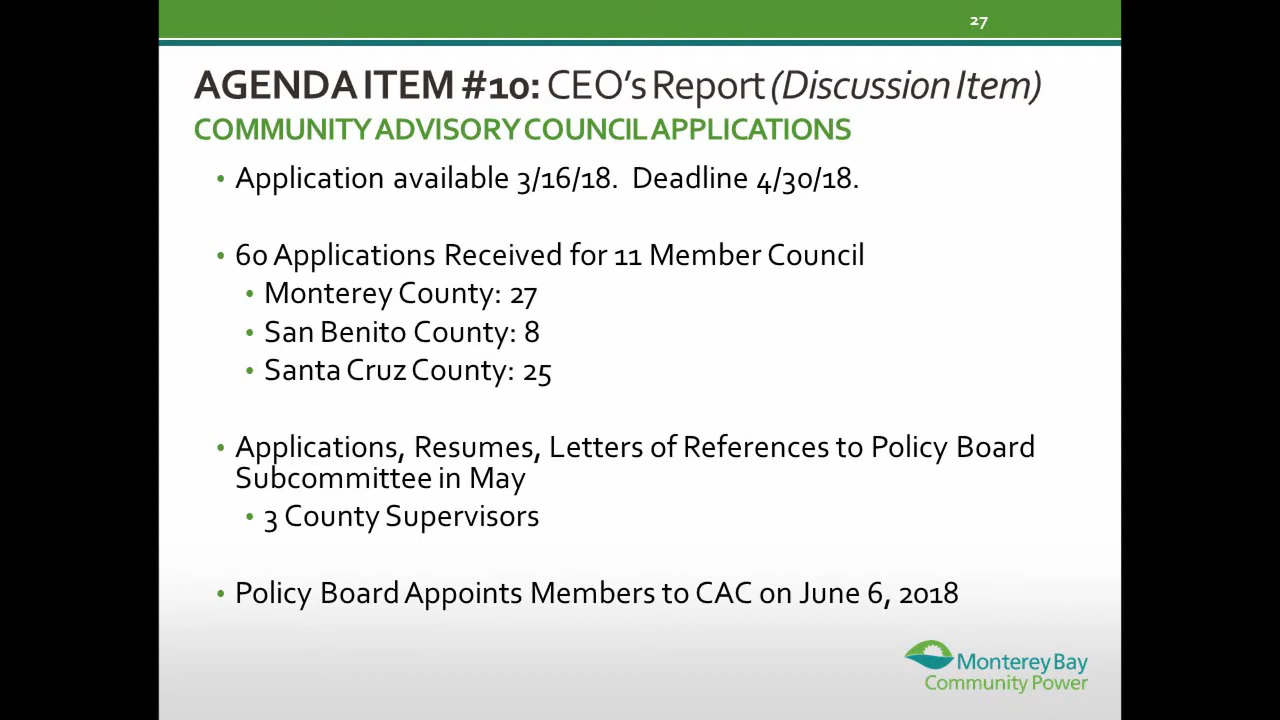 27
AGENDA ITEM #10: CEO's Report (Discussion Item)
COMMUNITY ADVISORY COUNCIL APPLICATIONS
• Application available 3/16/18. Deadline 4/30/18.
• 60 Applications Received for 11 Member Council
• Monterey County: 27
• San Benito County: 8
• Santa Cruz County: 25
• Applications, Resumes, Letters of References to Policy Board
Subcommittee in May
• 3 County Supervisors
• Policy Board Appoints Members to CAC on June 6, 2018
Monterey Bay
Community Power